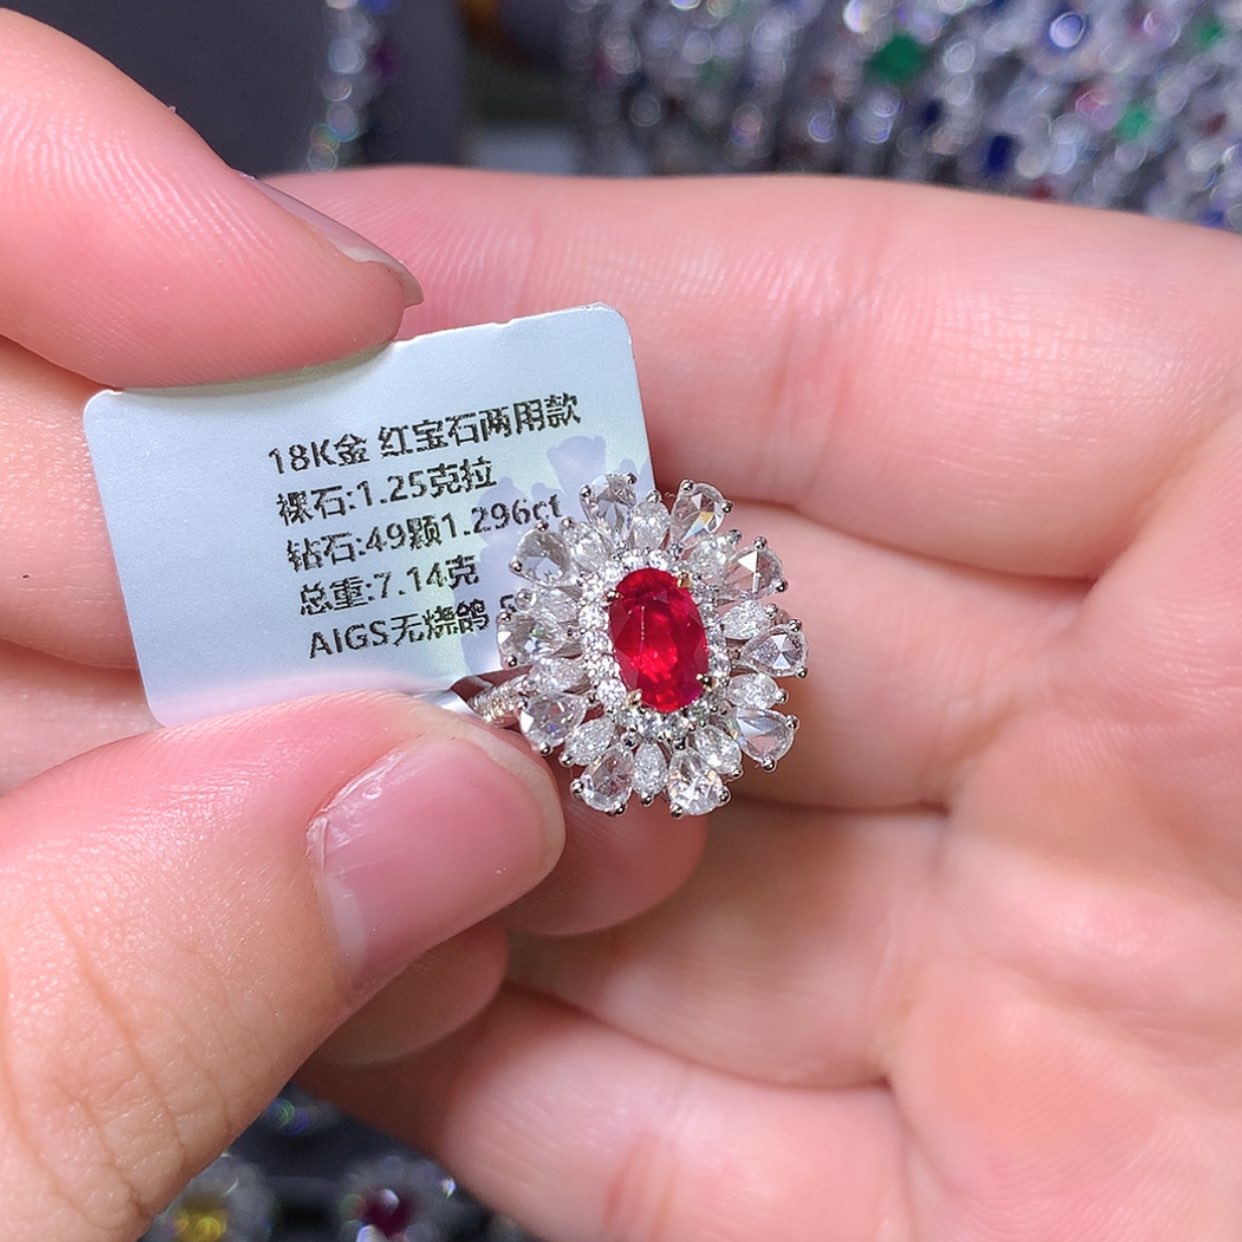 18K金 红宝石两用款
裸石:1.25克拉
钻石:49颗1.296ct
总重:7.14克
AIGS无烧鸽